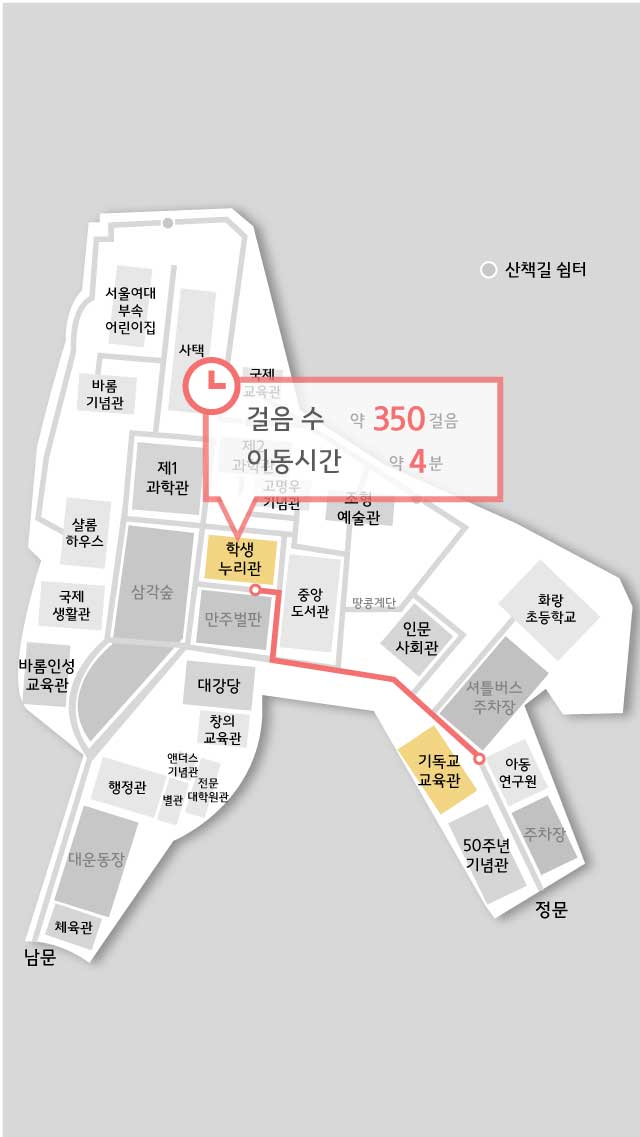 산책길 쉼터
서울여대
부속
어린이집
사택
국제
교육관
바롬
기념관
걸음 수 약 350 걸음
이동시간 약 4 분
제2
과학관
제1
과학관
고명우
기념관
조형
예술관
샬롬
하우스
학생
누리관
삼각숲
만주벌판
중앙
도서관
땅콩계단
화랑
초등학교
국제
생활관
인문
사회관
바롬인성
교육관
대강당
셔틀버스
주차장
창의
교육관
앤더스
기념관
전문
대학원관
별관
행정관
기독교
교육관
아동
연구원
대운동장
50주년
기념관
주차장
체육관
정문
남문